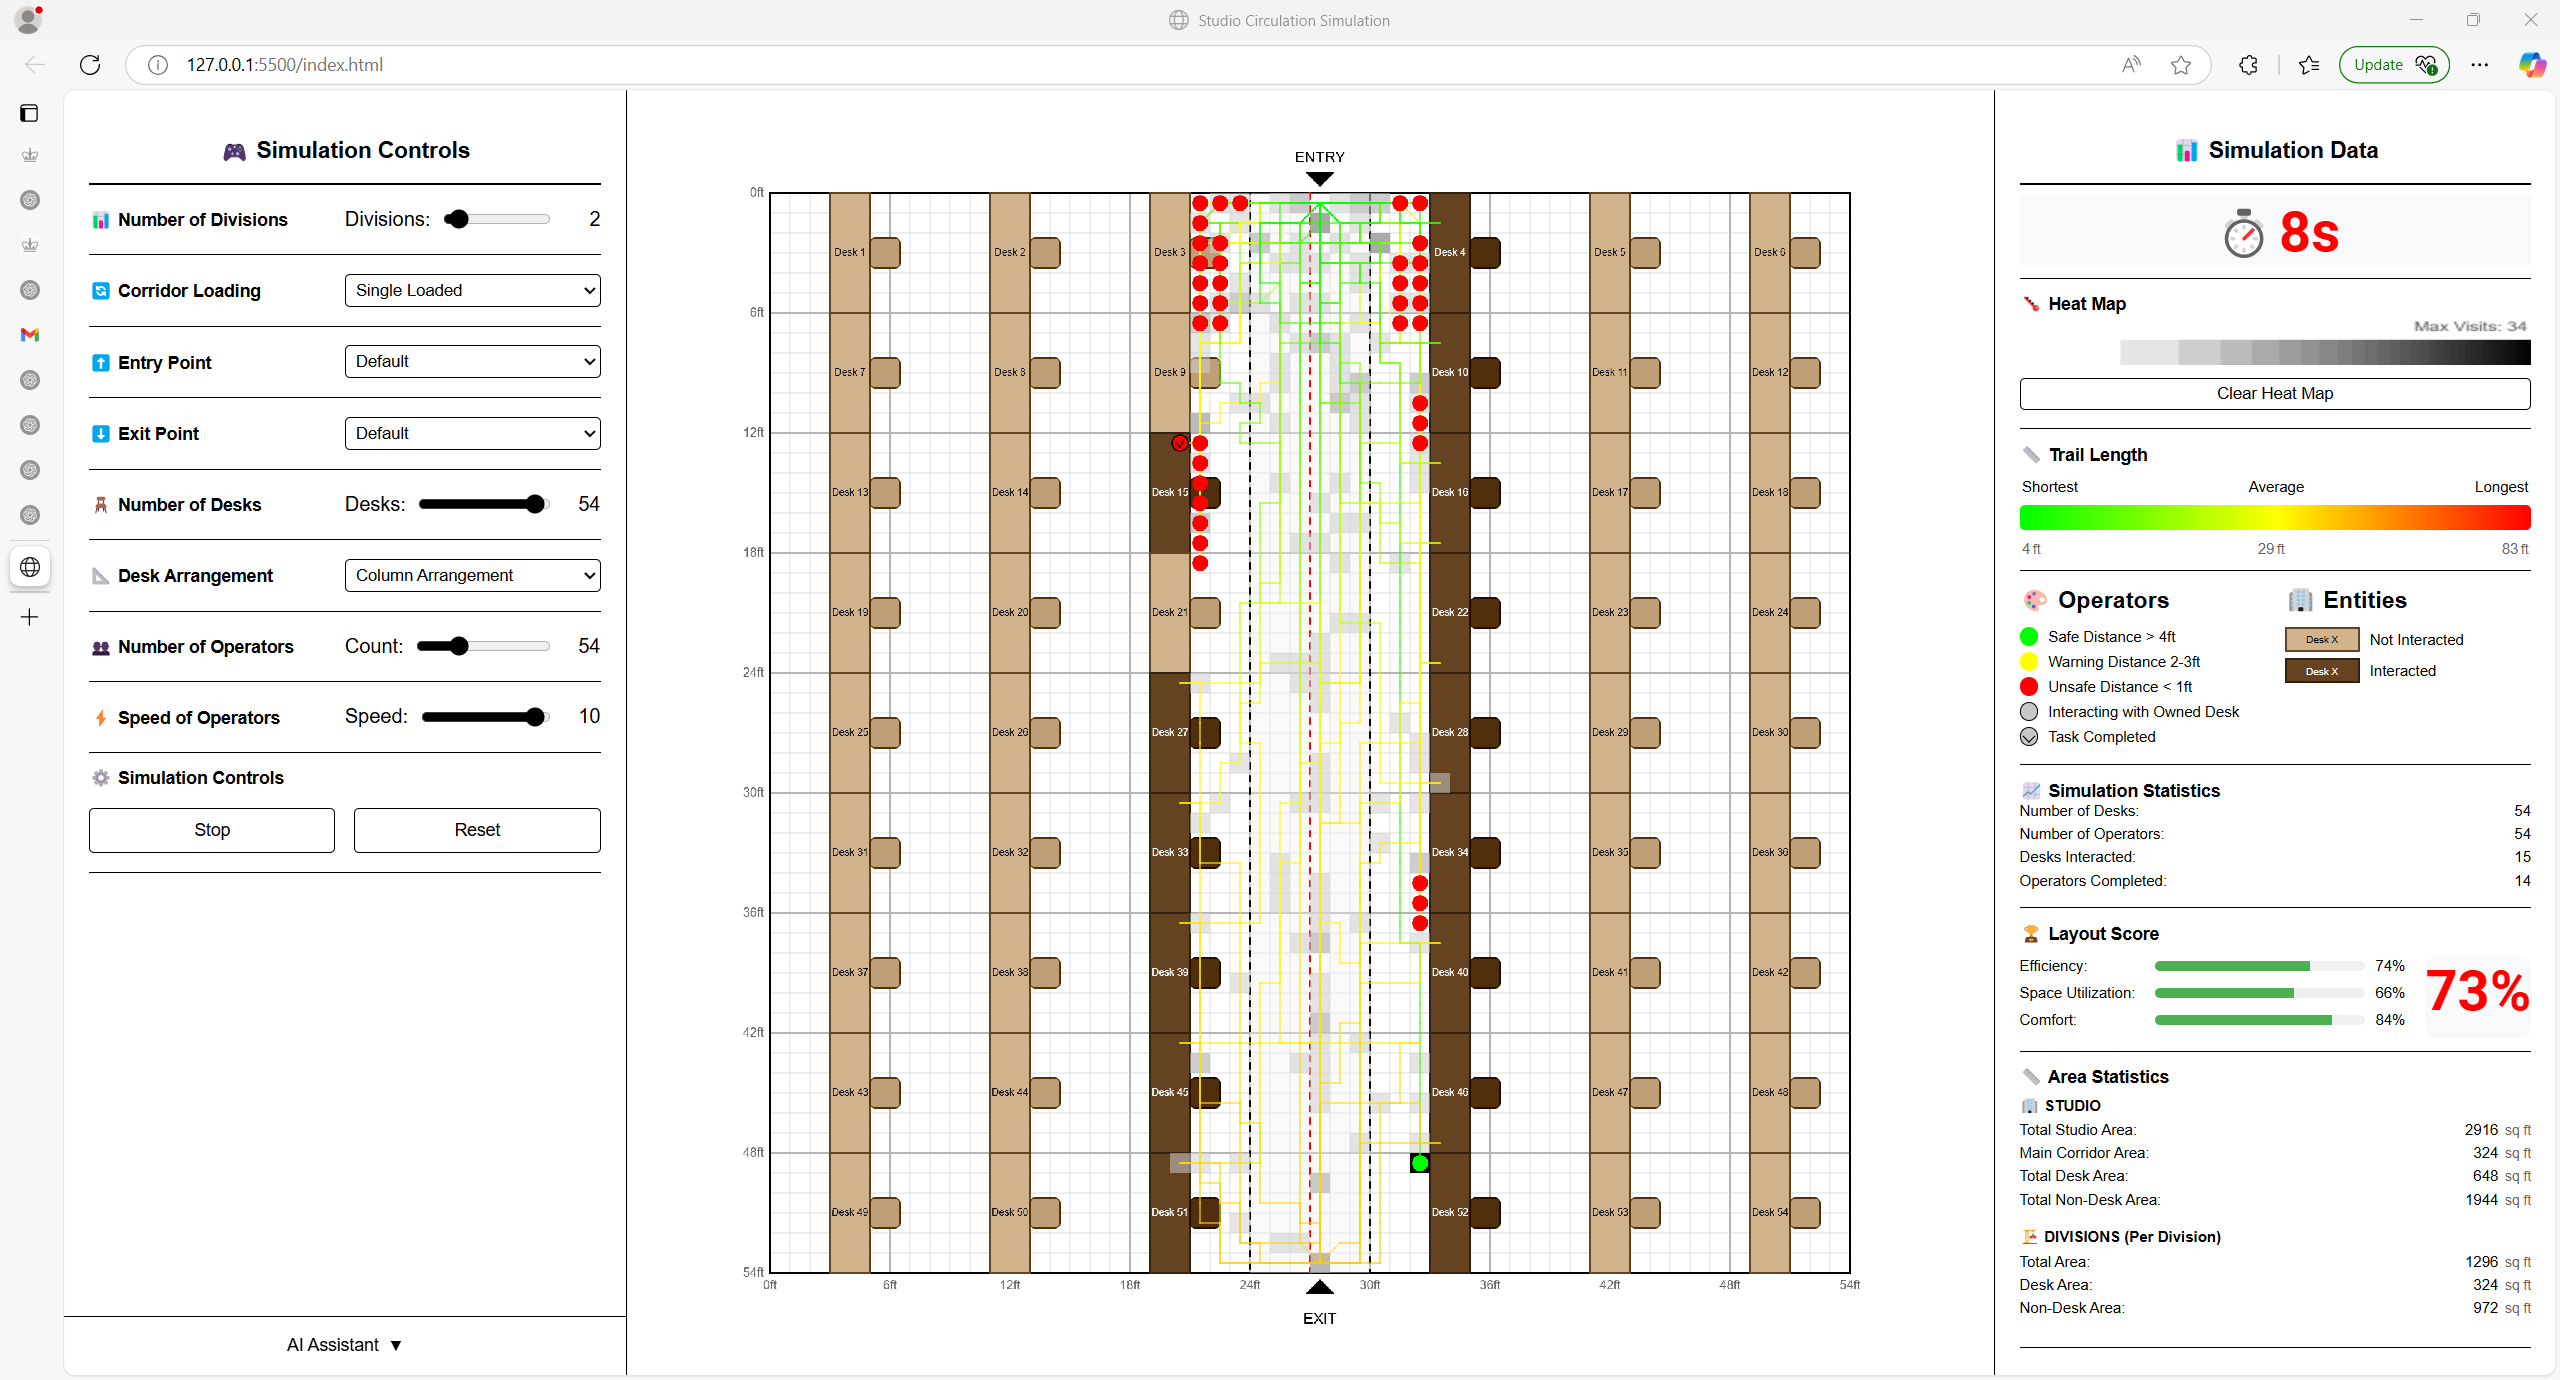 Studio Circulation Simulation
127.0.0.1:5500/index.html
Update
Simulation Controls
Number of Divisions Divisions: 2
Corridor Loading Single Loaded
Entry Point Default
Exit Point Default
Number of Desks Desks: 54
Desk Arrangement Column Arrangement
Number of Operators Count: 54
Speed of Operators Speed: 10
Simulation Controls
Stop Reset
AI Assistant ▼
ENTRY
0ft
Desk 1 Desk 2 Desk 3 Desk 4 Desk 5 Desk 6
6ft
Desk 7 Desk 8 Desk 9 Desk 10 Desk 11 Desk 12
12ft
Desk 13 Desk 14 Desk 15 Desk 16 Desk 17 Desk 18
18ft
Desk 19 Desk 20 Desk 21 Desk 22 Desk 23 Desk 24
24ft
Desk 25 Desk 26 Desk 27 Desk 28 Desk 29 Desk 30
30ft
Desk 31 Desk 32 Desk 33 Desk 34 Desk 35 Desk 36
36ft
Desk 37 Desk 38 Desk 39 Desk 40 Desk 41 Desk 42
42ft
Desk 43 Desk 44 Desk 45 Desk 46 Desk 47 Desk 48
48ft
Desk 49 Desk 50 Desk 51 Desk 52 Desk 53 Desk 54
54ft
0ft 6ft 12ft 18ft 24ft 30ft 36ft 42ft 48ft 54ft
EXIT
Simulation Data
8s
Heat Map
Max Visits: 34
Clear Heat Map
Trail Length
Shortest Average Longest
4 ft 29 ft 83 ft
Operators Entities
Safe Distance > 4ft
Desk X Not Interacted
Warning Distance 2-3ft
Desk X Interacted
Unsafe Distance < 1ft
Interacting with Owned Desk
Task Completed
Simulation Statistics
Number of Desks: 54
Number of Operators: 54
Desks Interacted: 15
Operators Completed: 14
Layout Score
Efficiency: 74%
Space Utilization: 66%
Comfort: 84%
73%
Area Statistics
STUDIO
Total Studio Area: 2916 sq ft
Main Corridor Area: 324 sq ft
Total Desk Area: 648 sq ft
Total Non-Desk Area: 1944 sq ft
DIVISIONS (Per Division)
Total Area: 1296 sq ft
Desk Area: 324 sq ft
Non-Desk Area: 972 sq ft